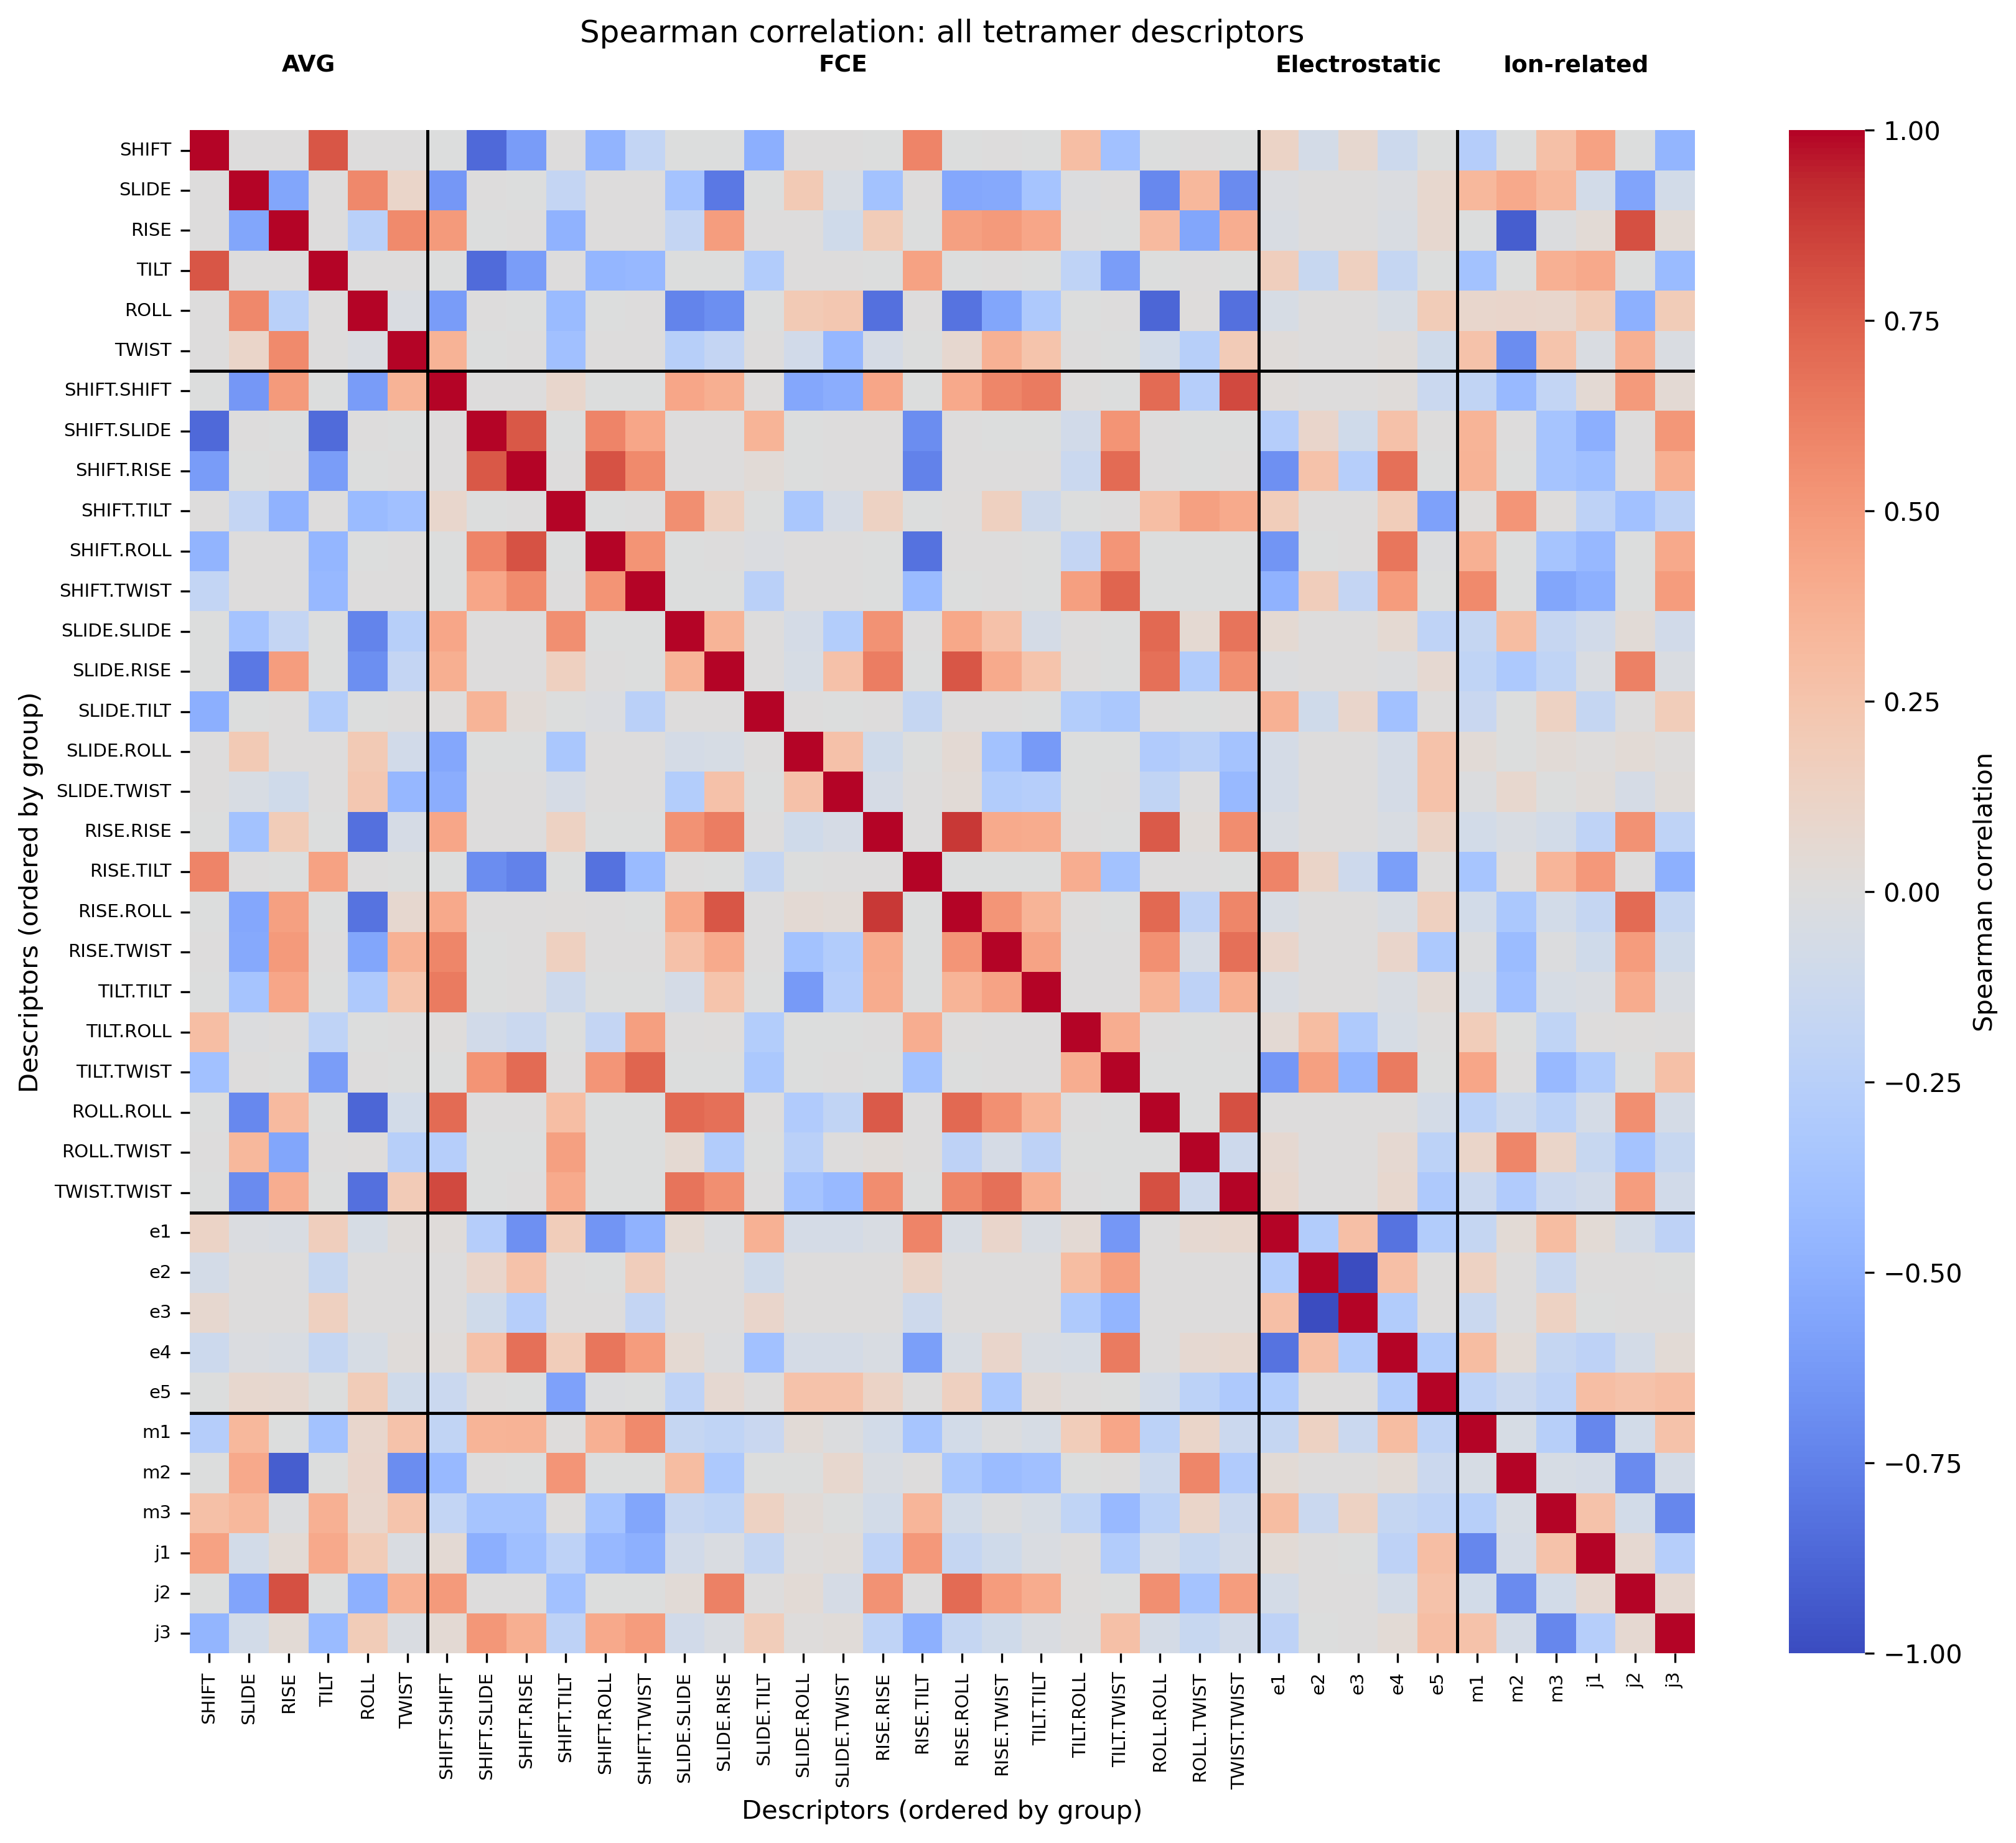 Spearman correlation: all tetramer descriptors
AVG
FCE
Electrostatic
Ion-related
Descriptors (ordered by group)
SHIFT
SLIDE
RISE
TILT
ROLL
TWIST
SHIFT.SHIFT
SHIFT.SLIDE
SHIFT.RISE
SHIFT.TILT
SHIFT.ROLL
SHIFT.TWIST
SLIDE.SLIDE
SLIDE.RISE
SLIDE.TILT
SLIDE.ROLL
SLIDE.TWIST
RISE.RISE
RISE.TILT
RISE.ROLL
RISE.TWIST
TILT.TILT
TILT.ROLL
TILT.TWIST
ROLL.ROLL
ROLL.TWIST
TWIST.TWIST
e1
e2
e3
e4
e5
m1
m2
m3
j1
j2
j3
SHIFT
SLIDE
RISE
TILT
ROLL
TWIST
SHIFT.SHIFT
SHIFT.SLIDE
SHIFT.RISE
SHIFT.TILT
SHIFT.ROLL
SHIFT.TWIST
SLIDE.SLIDE
SLIDE.RISE
SLIDE.TILT
SLIDE.ROLL
SLIDE.TWIST
RISE.RISE
RISE.TILT
RISE.ROLL
RISE.TWIST
TILT.TILT
TILT.ROLL
TILT.TWIST
ROLL.ROLL
ROLL.TWIST
TWIST.TWIST
e1
e2
e3
e4
e5
m1
m2
m3
j1
j2
j3
Descriptors (ordered by group)
1.00
0.75
0.50
0.25
0.00
−0.25
−0.50
−0.75
−1.00
Spearman correlation